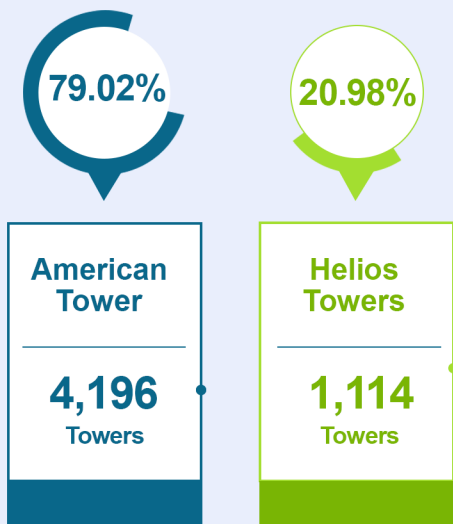 79.02%
20.98%
American
Tower
4,196
Towers
Helios
Towers
1,114
Towers